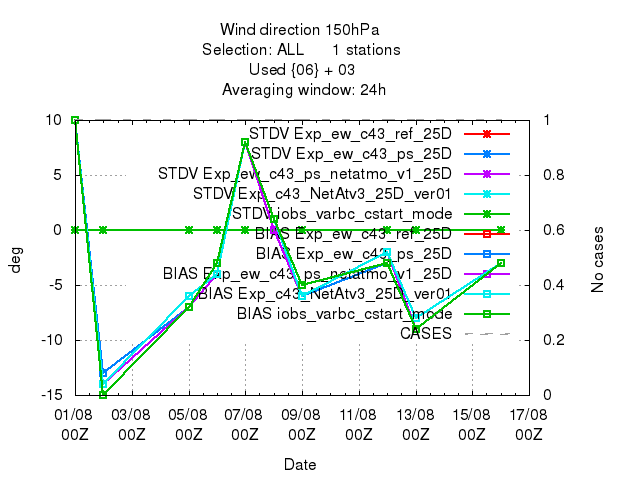 Wind direction 150hPa
Selection: ALL 1 stations
Used {06} + 03
Averaging window: 24h
10 1
STDV Exp_ew_c43_ref_25D
STDV Exp_ew_c43_ps_25D
5 0.8
STDV Exp_ew_c43_ps_netatmo_v1_25D
STDV Exp_c43_NetAtv3_25D_ver01
STDV iobs_varbc_cstart_mode
0 0.6
BIAS Exp_ew_c43_ref_25D
BIAS Exp_ew_c43_ps_25D
deg
No cases
BIAS Exp_ew_c43_ps_netatmo_v1_25D
-5 0.4
BIAS Exp_c43_NetAtv3_25D_ver01
BIAS iobs_varbc_cstart_mode
CASES
-10 0.2
-15 0
01/08 03/08 05/08 07/08 09/08 11/08 13/08 15/08 17/08
00Z 00Z 00Z 00Z 00Z 00Z 00Z 00Z 00Z
Date